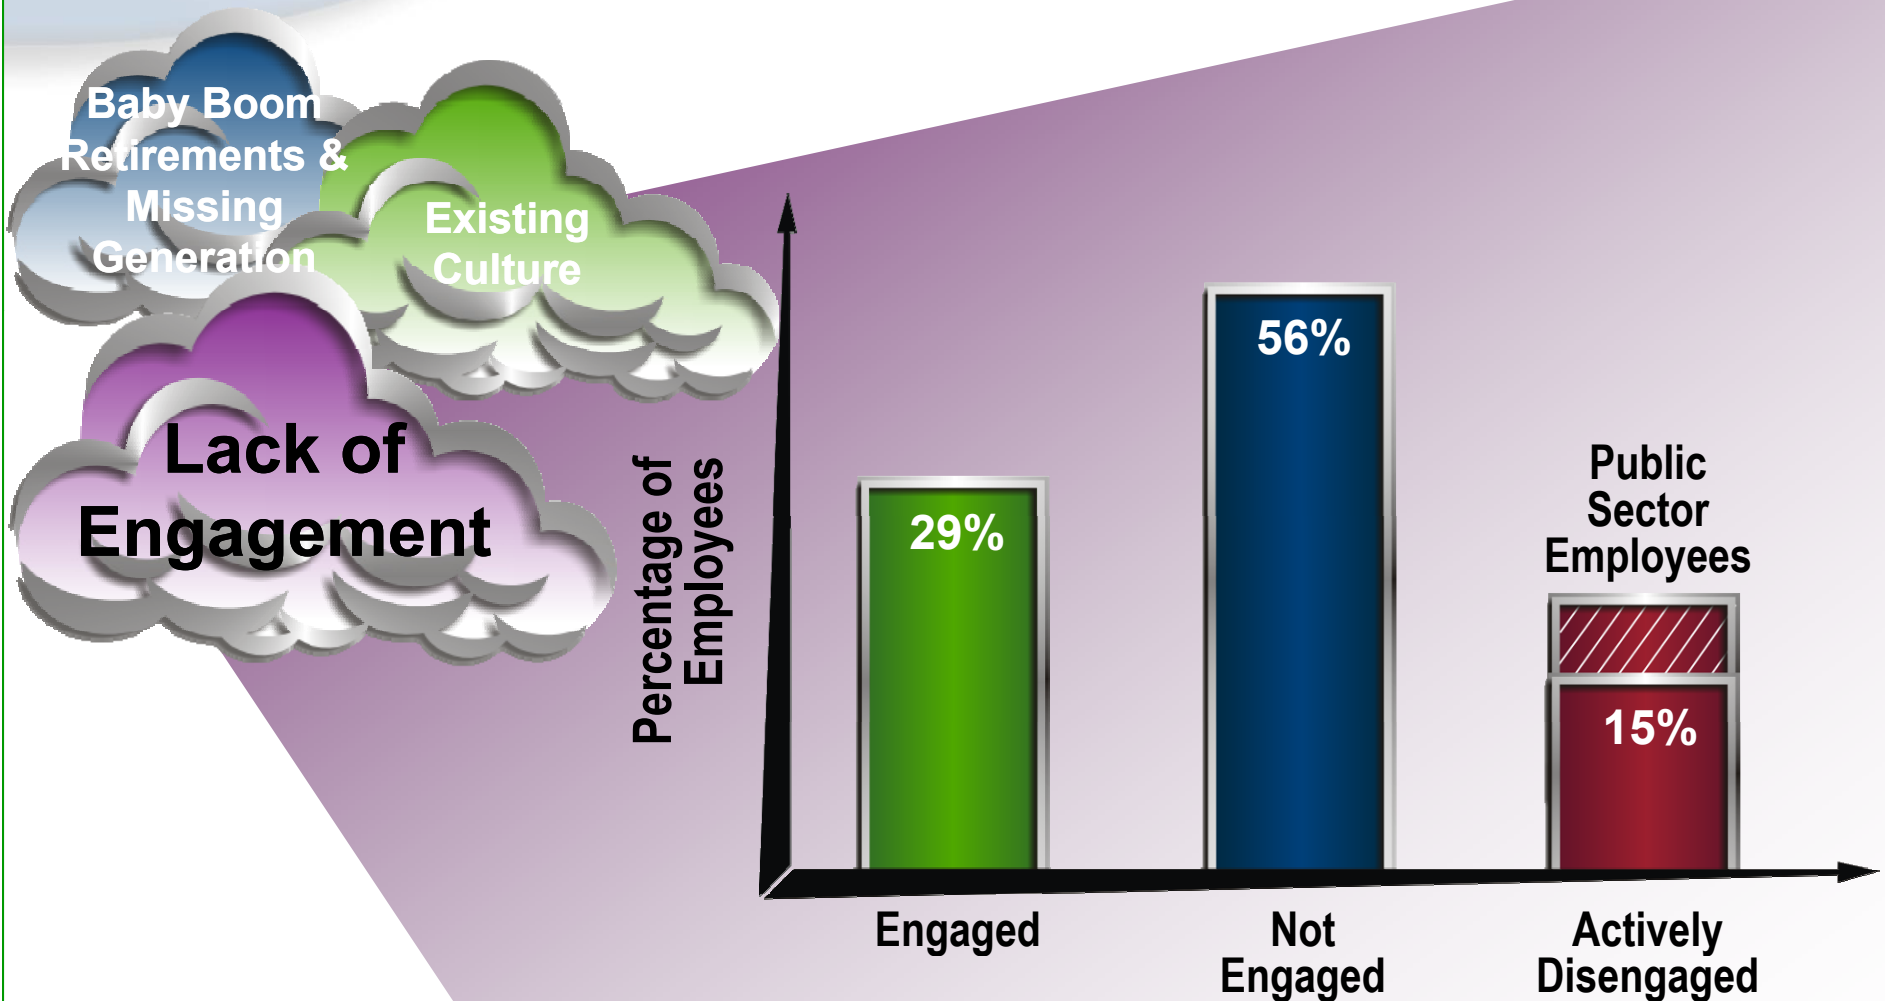 Baby Boom
Retirements &
Missing
Generation
Existing
Culture
Lack of
Engagement
Percentage of
Employees
29%
56%
Public
Sector
Employees
15%
Engaged
Not
Engaged
Actively
Disengaged